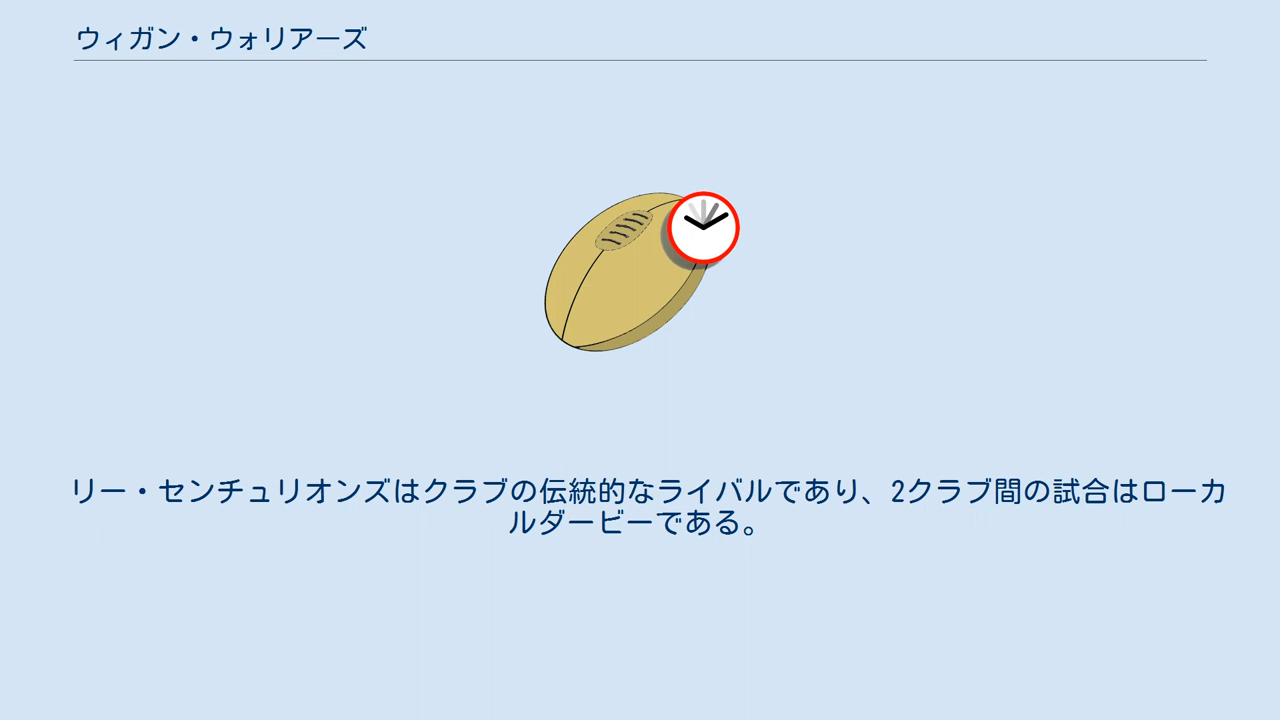 ウィガン・ウォリアーズ
リー・センチュリオンズはクラブの伝統的なライバルであり、2クラブ間の試合はローカ
ルダービーである。